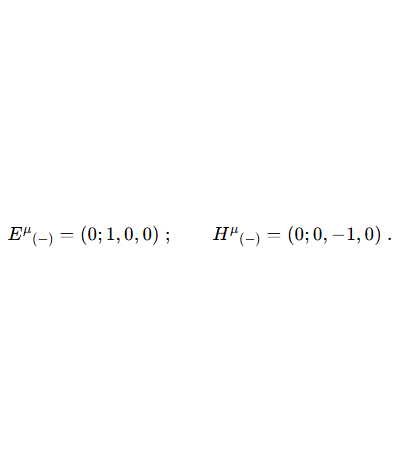 E^μ_(−) = (0; 1, 0, 0) ; H^μ_(−) = (0; 0, −1, 0) .